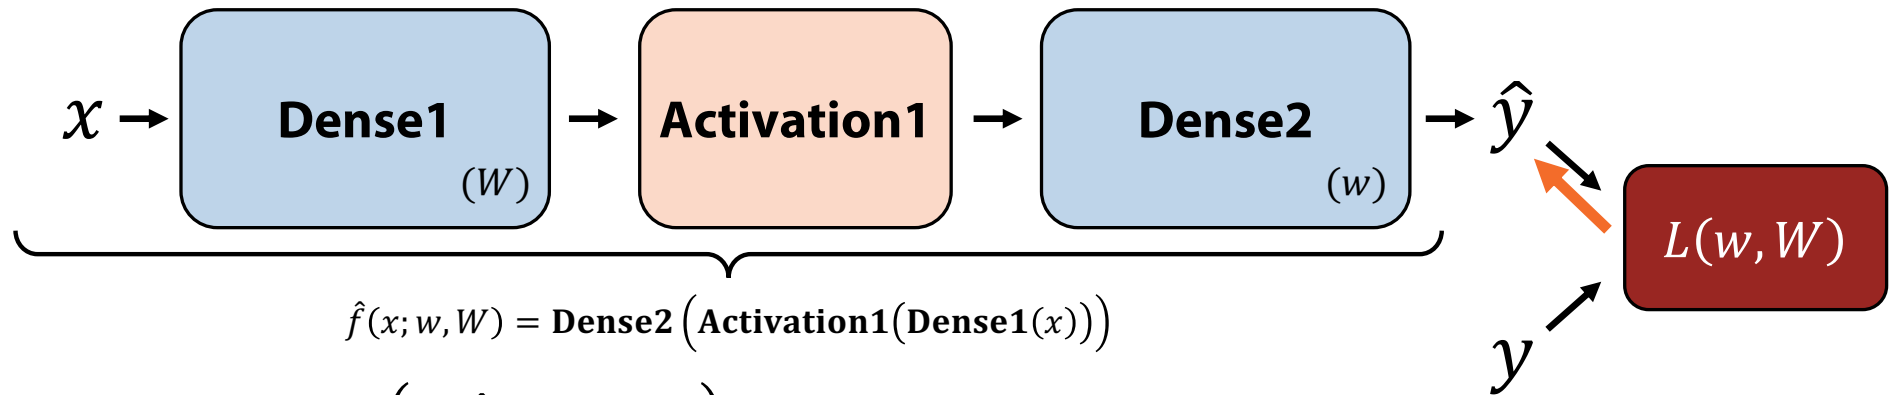 x → Dense1 (W) → Activation1 → Dense2 (w) → ŷ
L(w, W)
f̂(x; w, W) = Dense2(Activation1(Dense1(x)))
y